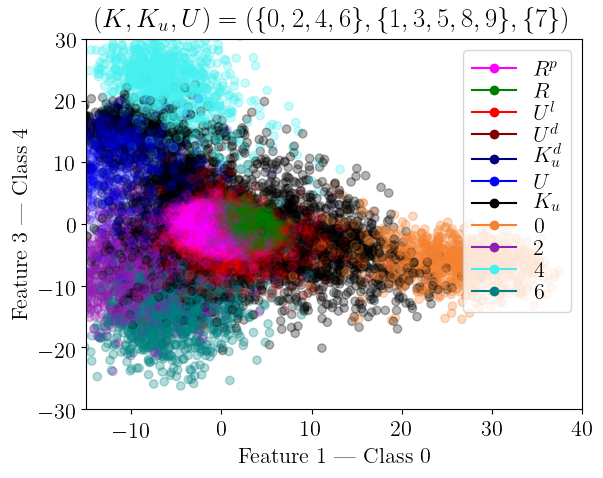 (K, K_u, U) = ({0, 2, 4, 6}, {1, 3, 5, 8, 9}, {7})
30
20
10
0
−10
−20
−30
Feature 3 — Class 4
−10 0 10 20 30 40
Feature 1 — Class 0
R^p
R
U^l
U^d
K_u^d
U
K_u
0
2
4
6